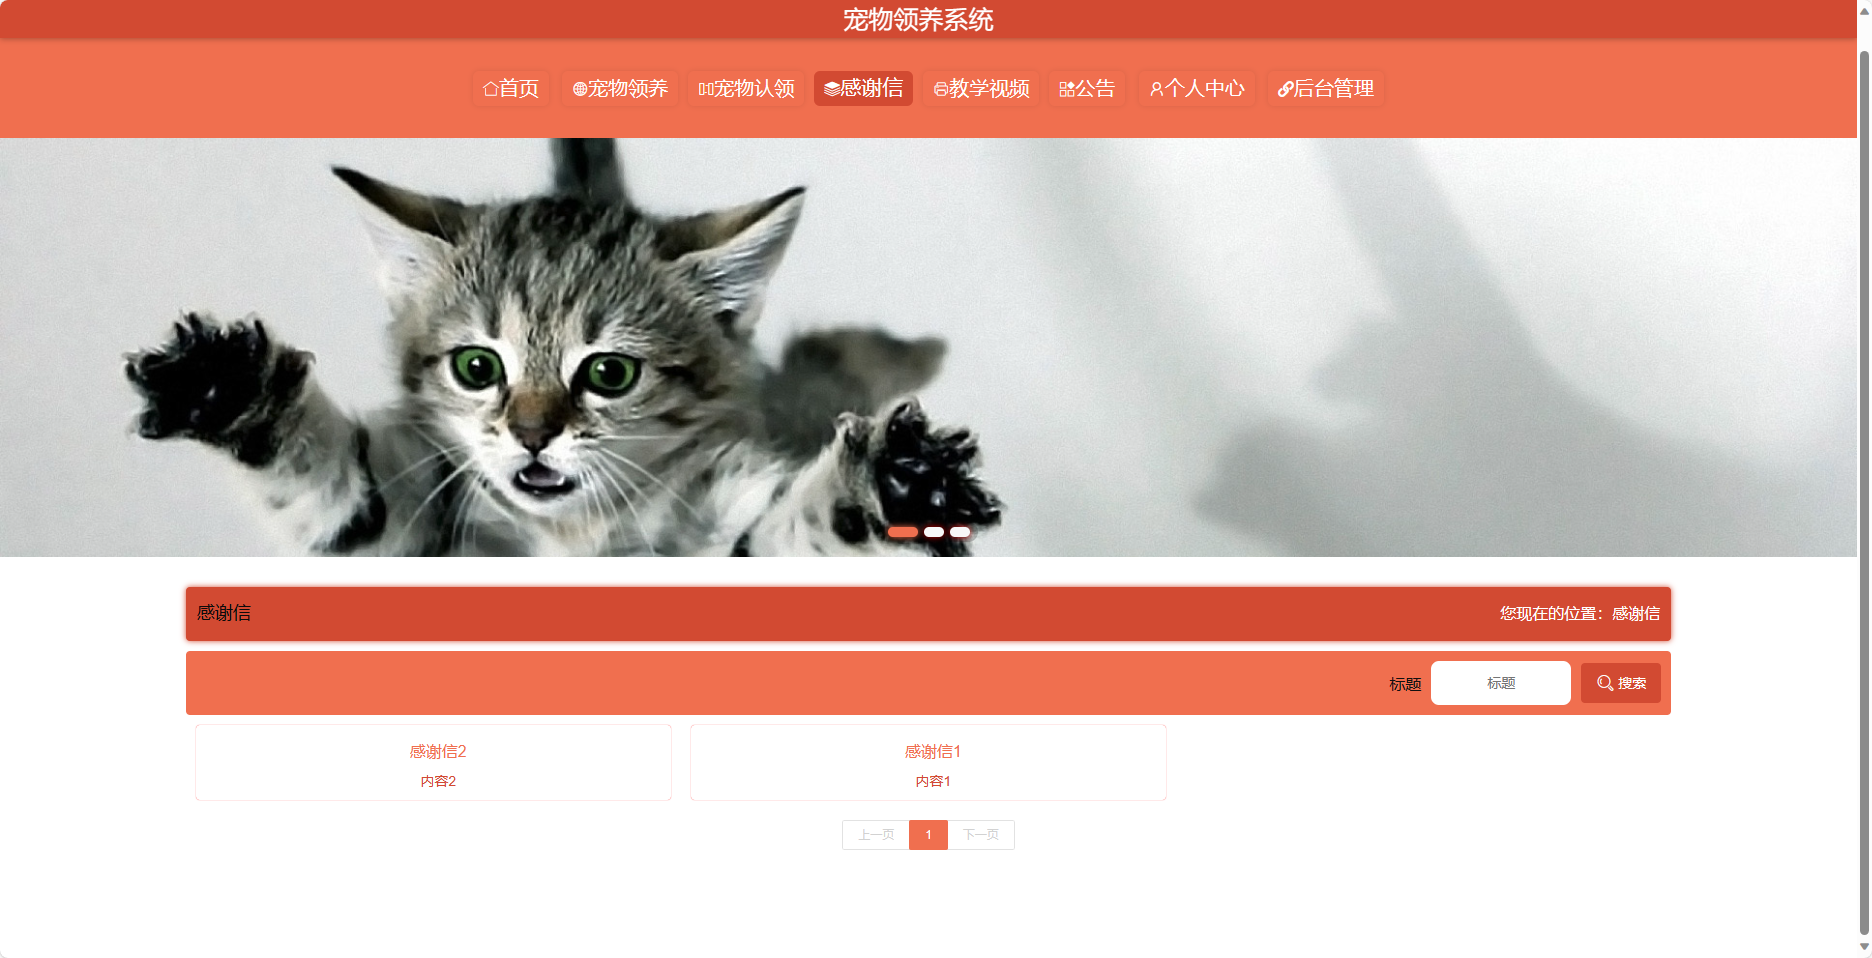 宠物领养系统
首页 宠物领养 宠物认领 感谢信 教学视频 公告 个人中心 后台管理
感谢信 您现在的位置：感谢信
标题 标题 搜索
感谢信2 感谢信1
内容2 内容1
上一页 1 下一页